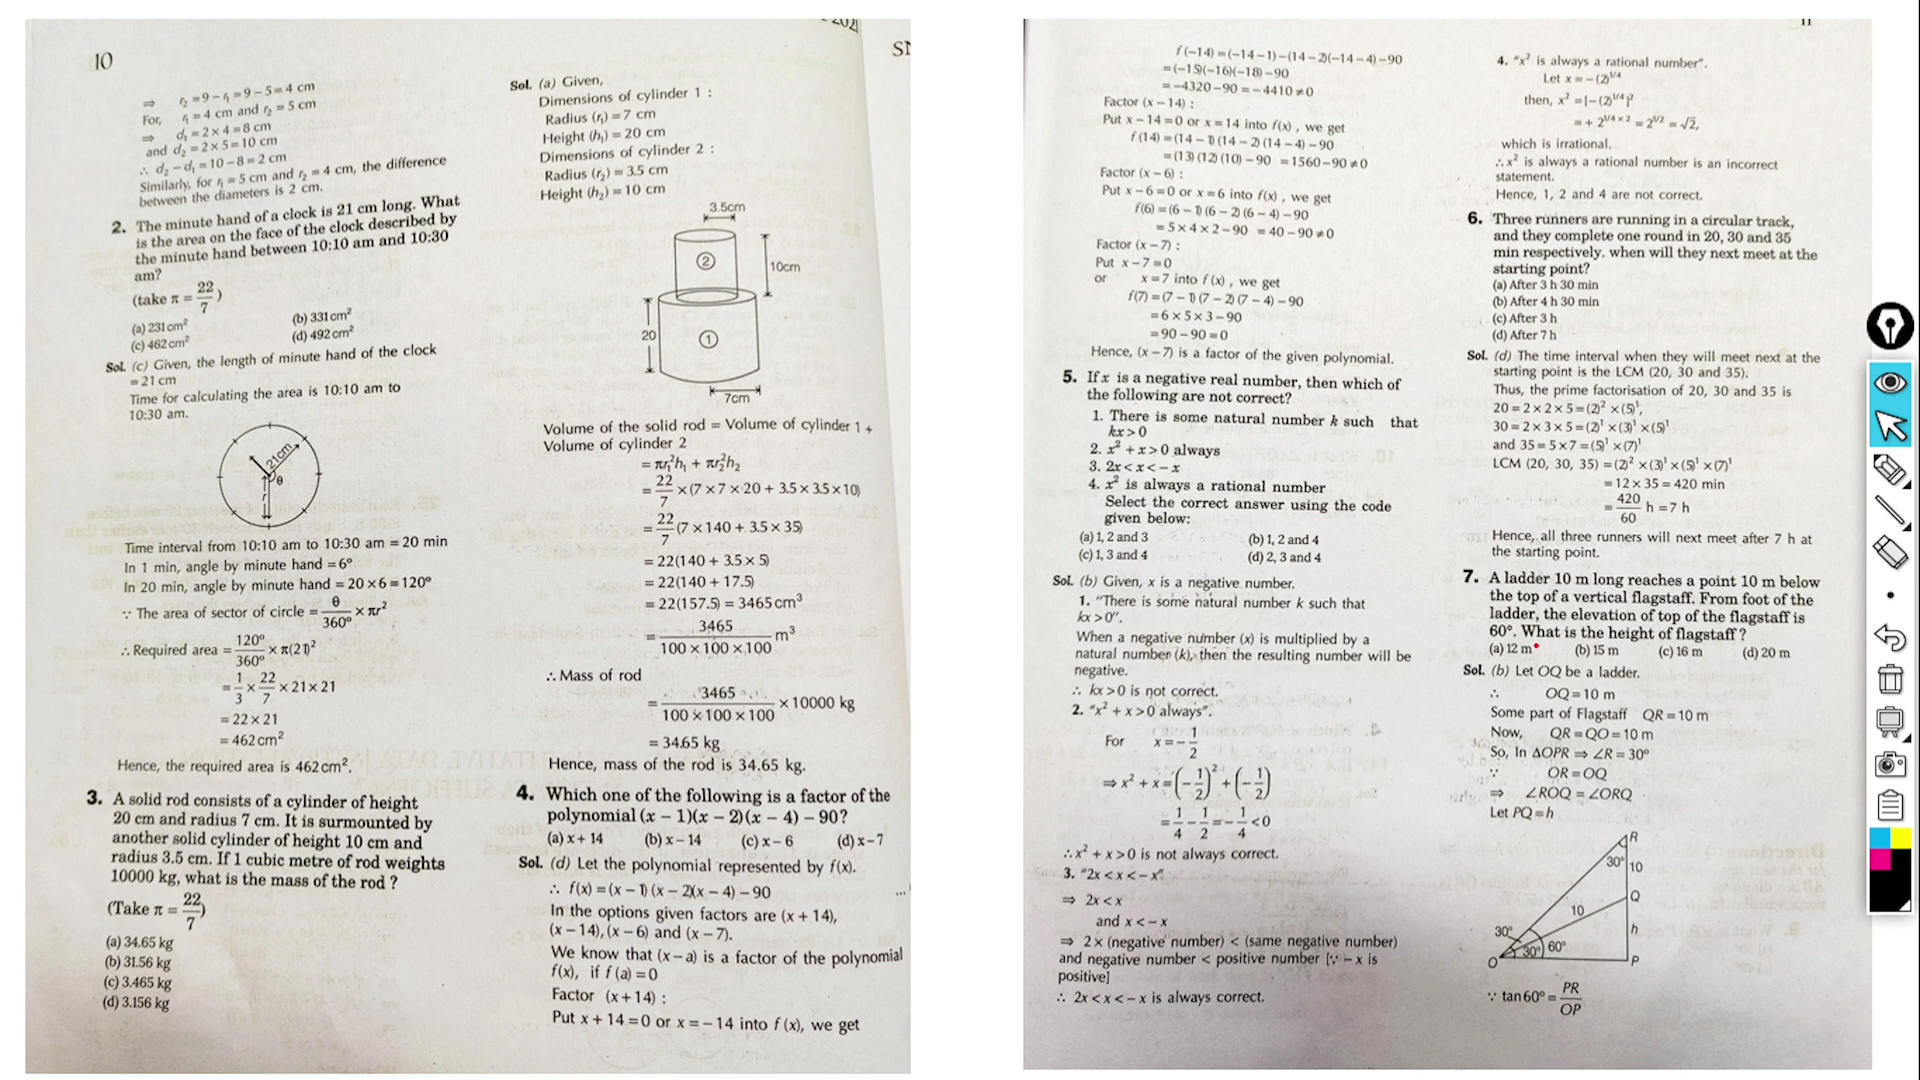 10
⇒ r₂ = 9 − r₁ = 9 − 5 = 4 cm
For, r₁ = 4 cm and r₂ = 5 cm
⇒ d₁ = 2 × 4 = 8 cm
and d₂ = 2 × 5 = 10 cm
∴ d₂ − d₁ = 10 − 8 = 2 cm
Similarly, for r₁ = 5 cm and r₂ = 4 cm, the difference
between the diameters is 2 cm.
2. The minute hand of a clock is 21 cm long. What
is the area on the face of the clock described by
the minute hand between 10:10 am and 10:30
am?
(take π = 22/7)
(a) 231 cm² (b) 331 cm²
(c) 462 cm² (d) 492 cm²
Sol. (c) Given, the length of minute hand of the clock
= 21 cm
Time for calculating the area is 10:10 am to
10:30 am.
21cm
θ
r
Time interval from 10:10 am to 10:30 am = 20 min
In 1 min, angle by minute hand = 6°
In 20 min, angle by minute hand = 20 × 6 = 120°
∵ The area of sector of circle = θ/360° × πr²
∴ Required area = 120°/360° × π(21)²
= 1/3 × 22/7 × 21 × 21
= 22 × 21
= 462 cm²
Hence, the required area is 462 cm².
3. A solid rod consists of a cylinder of height
20 cm and radius 7 cm. It is surmounted by
another solid cylinder of height 10 cm and
radius 3.5 cm. If 1 cubic metre of rod weights
10000 kg, what is the mass of the rod ?
(Take π = 22/7)
(a) 34.65 kg
(b) 31.56 kg
(c) 3.465 kg
(d) 3.156 kg
Sol. (a) Given,
Dimensions of cylinder 1 :
Radius (r₁) = 7 cm
Height (h₁) = 20 cm
Dimensions of cylinder 2 :
Radius (r₂) = 3.5 cm
Height (h₂) = 10 cm
3.5cm
2
10cm
20
1
7cm
Volume of the solid rod = Volume of cylinder 1 +
Volume of cylinder 2
= πr₁²h₁ + πr₂²h₂
= 22/7 × (7 × 7 × 20 + 3.5 × 3.5 × 10)
= 22/7 (7 × 140 + 3.5 × 35)
= 22(140 + 3.5 × 5)
= 22(140 + 17.5)
= 22(157.5) = 3465 cm³
= 3465/(100 × 100 × 100) m³
∴ Mass of rod
= 3465/(100 × 100 × 100) × 10000 kg
= 34.65 kg
Hence, mass of the rod is 34.65 kg.
4. Which one of the following is a factor of the
polynomial (x − 1)(x − 2)(x − 4) − 90?
(a) x + 14 (b) x − 14 (c) x − 6 (d) x − 7
Sol. (d) Let the polynomial represented by f(x).
∴ f(x) = (x − 1)(x − 2)(x − 4) − 90
In the options given factors are (x + 14),
(x − 14), (x − 6) and (x − 7).
We know that (x − a) is a factor of the polynomial
f(x), if f(a) = 0
Factor (x + 14) :
Put x + 14 = 0 or x = − 14 into f(x), we get
11
f(−14) = (−14 − 1) − (14 − 2)(−14 − 4) − 90
= (−15)(−16)(−18) − 90
= −4320 − 90 = − 4410 ≠ 0
Factor (x − 14) :
Put x − 14 = 0 or x = 14 into f(x) , we get
f(14) = (14 − 1)(14 − 2)(14 − 4) − 90
= (13)(12)(10) − 90 = 1560 − 90 ≠ 0
Factor (x − 6) :
Put x − 6 = 0 or x = 6 into f(x) , we get
f(6) = (6 − 1)(6 − 2)(6 − 4) − 90
= 5 × 4 × 2 − 90 = 40 − 90 ≠ 0
Factor (x − 7) :
Put x − 7 = 0
or x = 7 into f(x) , we get
f(7) = (7 − 1)(7 − 2)(7 − 4) − 90
= 6 × 5 × 3 − 90
= 90 − 90 = 0
Hence, (x − 7) is a factor of the given polynomial.
5. If x is a negative real number, then which of
the following are not correct?
1. There is some natural number k such that
kx > 0
2. x² + x > 0 always
3. 2x < x < − x
4. x² is always a rational number
Select the correct answer using the code
given below:
(a) 1, 2 and 3 (b) 1, 2 and 4
(c) 1, 3 and 4 (d) 2, 3 and 4
Sol. (b) Given, x is a negative number.
1. "There is some natural number k such that
kx > 0".
When a negative number (x) is multiplied by a
natural number (k), then the resulting number will be
negative.
∴ kx > 0 is not correct.
2. "x² + x > 0 always".
For x = − 1/2
⇒ x² + x = (− 1/2)² + (− 1/2)
= 1/4 − 1/2 = − 1/4 < 0
∴ x² + x > 0 is not always correct.
3. "2x < x < − x"
⇒ 2x < x
and x < − x
⇒ 2 × (negative number) < (same negative number)
and negative number < positive number [∵ − x is
positive]
∴ 2x < x < − x is always correct.
4. "x² is always a rational number".
Let x = − (2)^1/4
then, x² = [− (2)^1/4]²
= + 2^1/4 × 2 = 2^1/2 = √2,
which is irrational.
∴ x² is always a rational number is an incorrect
statement.
Hence, 1, 2 and 4 are not correct.
6. Three runners are running in a circular track,
and they complete one round in 20, 30 and 35
min respectively. when will they next meet at the
starting point?
(a) After 3 h 30 min
(b) After 4 h 30 min
(c) After 3 h
(d) After 7 h
Sol. (d) The time interval when they will meet next at the
starting point is the LCM (20, 30 and 35).
Thus, the prime factorisation of 20, 30 and 35 is
20 = 2 × 2 × 5 = (2)² × (5)¹,
30 = 2 × 3 × 5 = (2)¹ × (3)¹ × (5)¹
and 35 = 5 × 7 = (5)¹ × (7)¹
LCM (20, 30, 35) = (2)² × (3)¹ × (5)¹ × (7)¹
= 12 × 35 = 420 min
= 420/60 h = 7 h
Hence, all three runners will next meet after 7 h at
the starting point.
7. A ladder 10 m long reaches a point 10 m below
the top of a vertical flagstaff. From foot of the
ladder, the elevation of top of the flagstaff is
60°. What is the height of flagstaff ?
(a) 12 m (b) 15 m (c) 16 m (d) 20 m
Sol. (b) Let OQ be a ladder.
∴ OQ = 10 m
Some part of Flagstaff QR = 10 m
Now, QR = QO = 10 m
So, In ΔOPR ⇒ ∠R = 30°
∵ OR = OQ
⇒ ∠ROQ = ∠ORQ
Let PQ = h
R
30° 10
Q
10
30° h
30° 60°
O P
∵ tan 60° = PR/OP